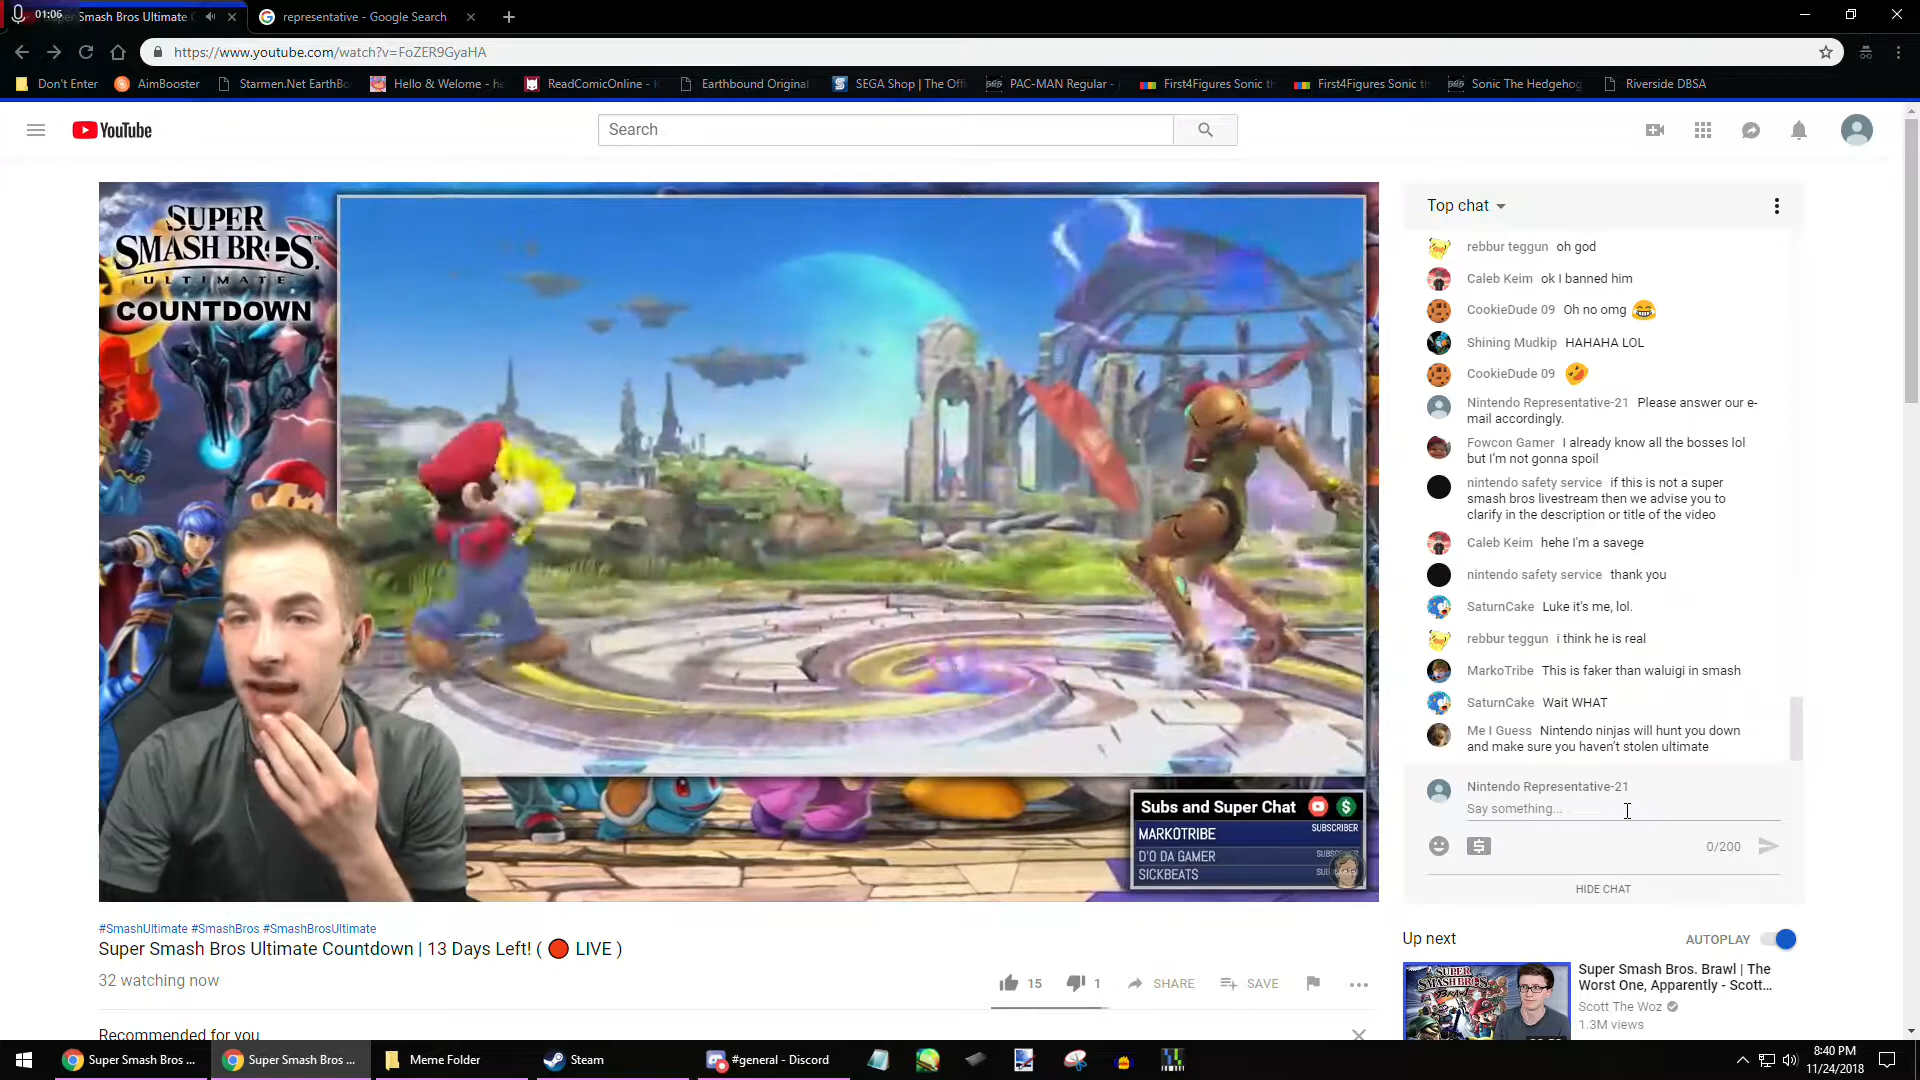 01:06
Super Smash Bros Ultimate C
representative - Google Search
https://www.youtube.com/watch?v=FoZER9GyaHA
Don't Enter
AimBooster
Starmen.Net EarthBo
Hello & Welome - he
ReadComicOnline - K
Earthbound Original
SEGA Shop | The Offi
PAC-MAN Regular -
First4Figures Sonic th
First4Figures Sonic th
Sonic The Hedgehog
Riverside DBSA
YouTube
Search
SUPER
SMASH BROS.
ULTIMATE
COUNTDOWN
Subs and Super Chat
MARKOTRIBE SUBSCRIBER
D'O DA GAMER
SICKBEATS
Top chat
rebbur teggun oh god
Caleb Keim ok I banned him
CookieDude 09 Oh no omg 😂
Shining Mudkip HAHAHA LOL
CookieDude 09 🤣
Nintendo Representative-21 Please answer our e-
mail accordingly.
Fowcon Gamer I already know all the bosses lol
but I'm not gonna spoil
nintendo safety service if this is not a super
smash bros livestream then we advise you to
clarify in the description or title of the video
Caleb Keim hehe I'm a savege
nintendo safety service thank you
SaturnCake Luke it's me, lol.
rebbur teggun i think he is real
MarkoTribe This is faker than waluigi in smash
SaturnCake Wait WHAT
Me I Guess Nintendo ninjas will hunt you down
and make sure you haven't stolen ultimate
Nintendo Representative-21
Say something...
0/200
HIDE CHAT
#SmashUltimate #SmashBros #SmashBrosUltimate
Super Smash Bros Ultimate Countdown | 13 Days Left! ( 🔴 LIVE )
32 watching now
15
1
SHARE
SAVE
Recommended for you
Up next
AUTOPLAY
Super Smash Bros. Brawl | The
Worst One, Apparently - Scott...
Scott The Woz
1.3M views
Super Smash Bros ...
Super Smash Bros ...
Meme Folder
Steam
#general - Discord
8:40 PM
11/24/2018